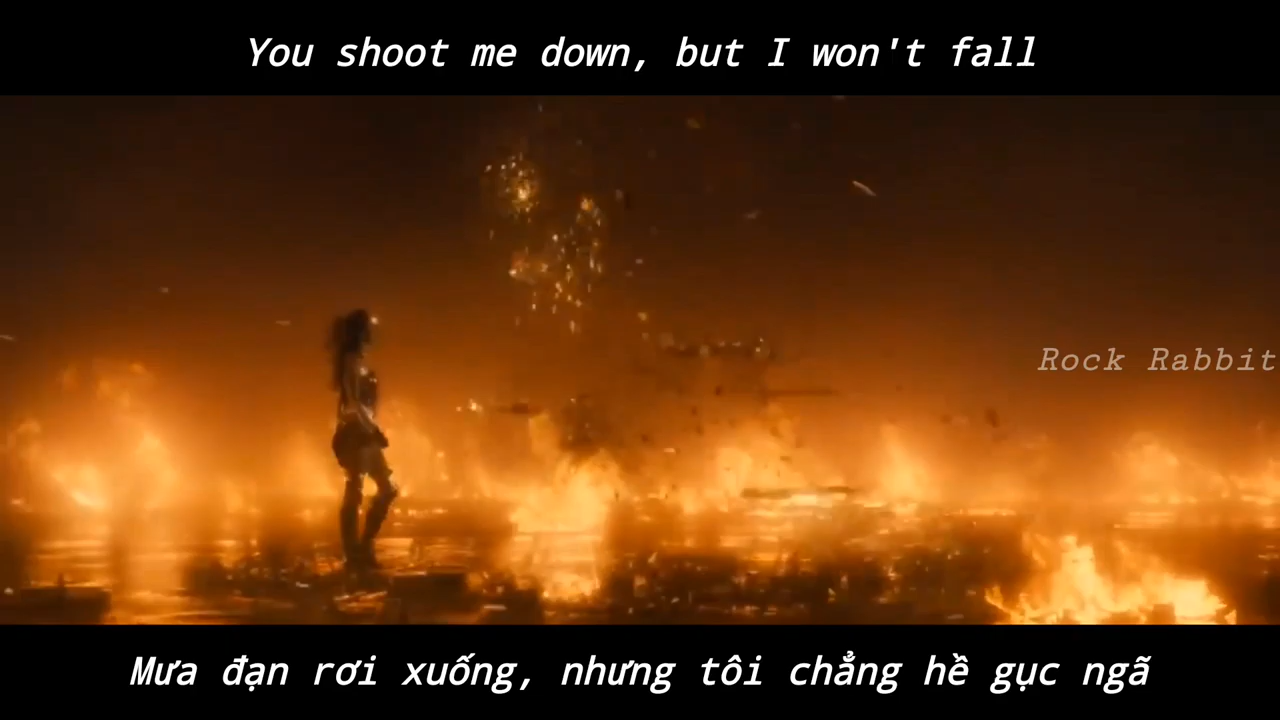 You shoot me down, but I won't fall
Rock Rabbit
Mưa đạn rơi xuống, nhưng tôi chẳng hề gục ngã